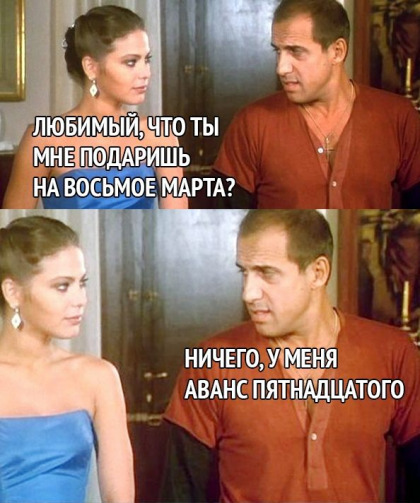 ЛЮБИМЫЙ, ЧТО ТЫ
МНЕ ПОДАРИШЬ
НА ВОСЬМОЕ МАРТА?
НИЧЕГО, У МЕНЯ
АВАНС ПЯТНАДЦАТОГО